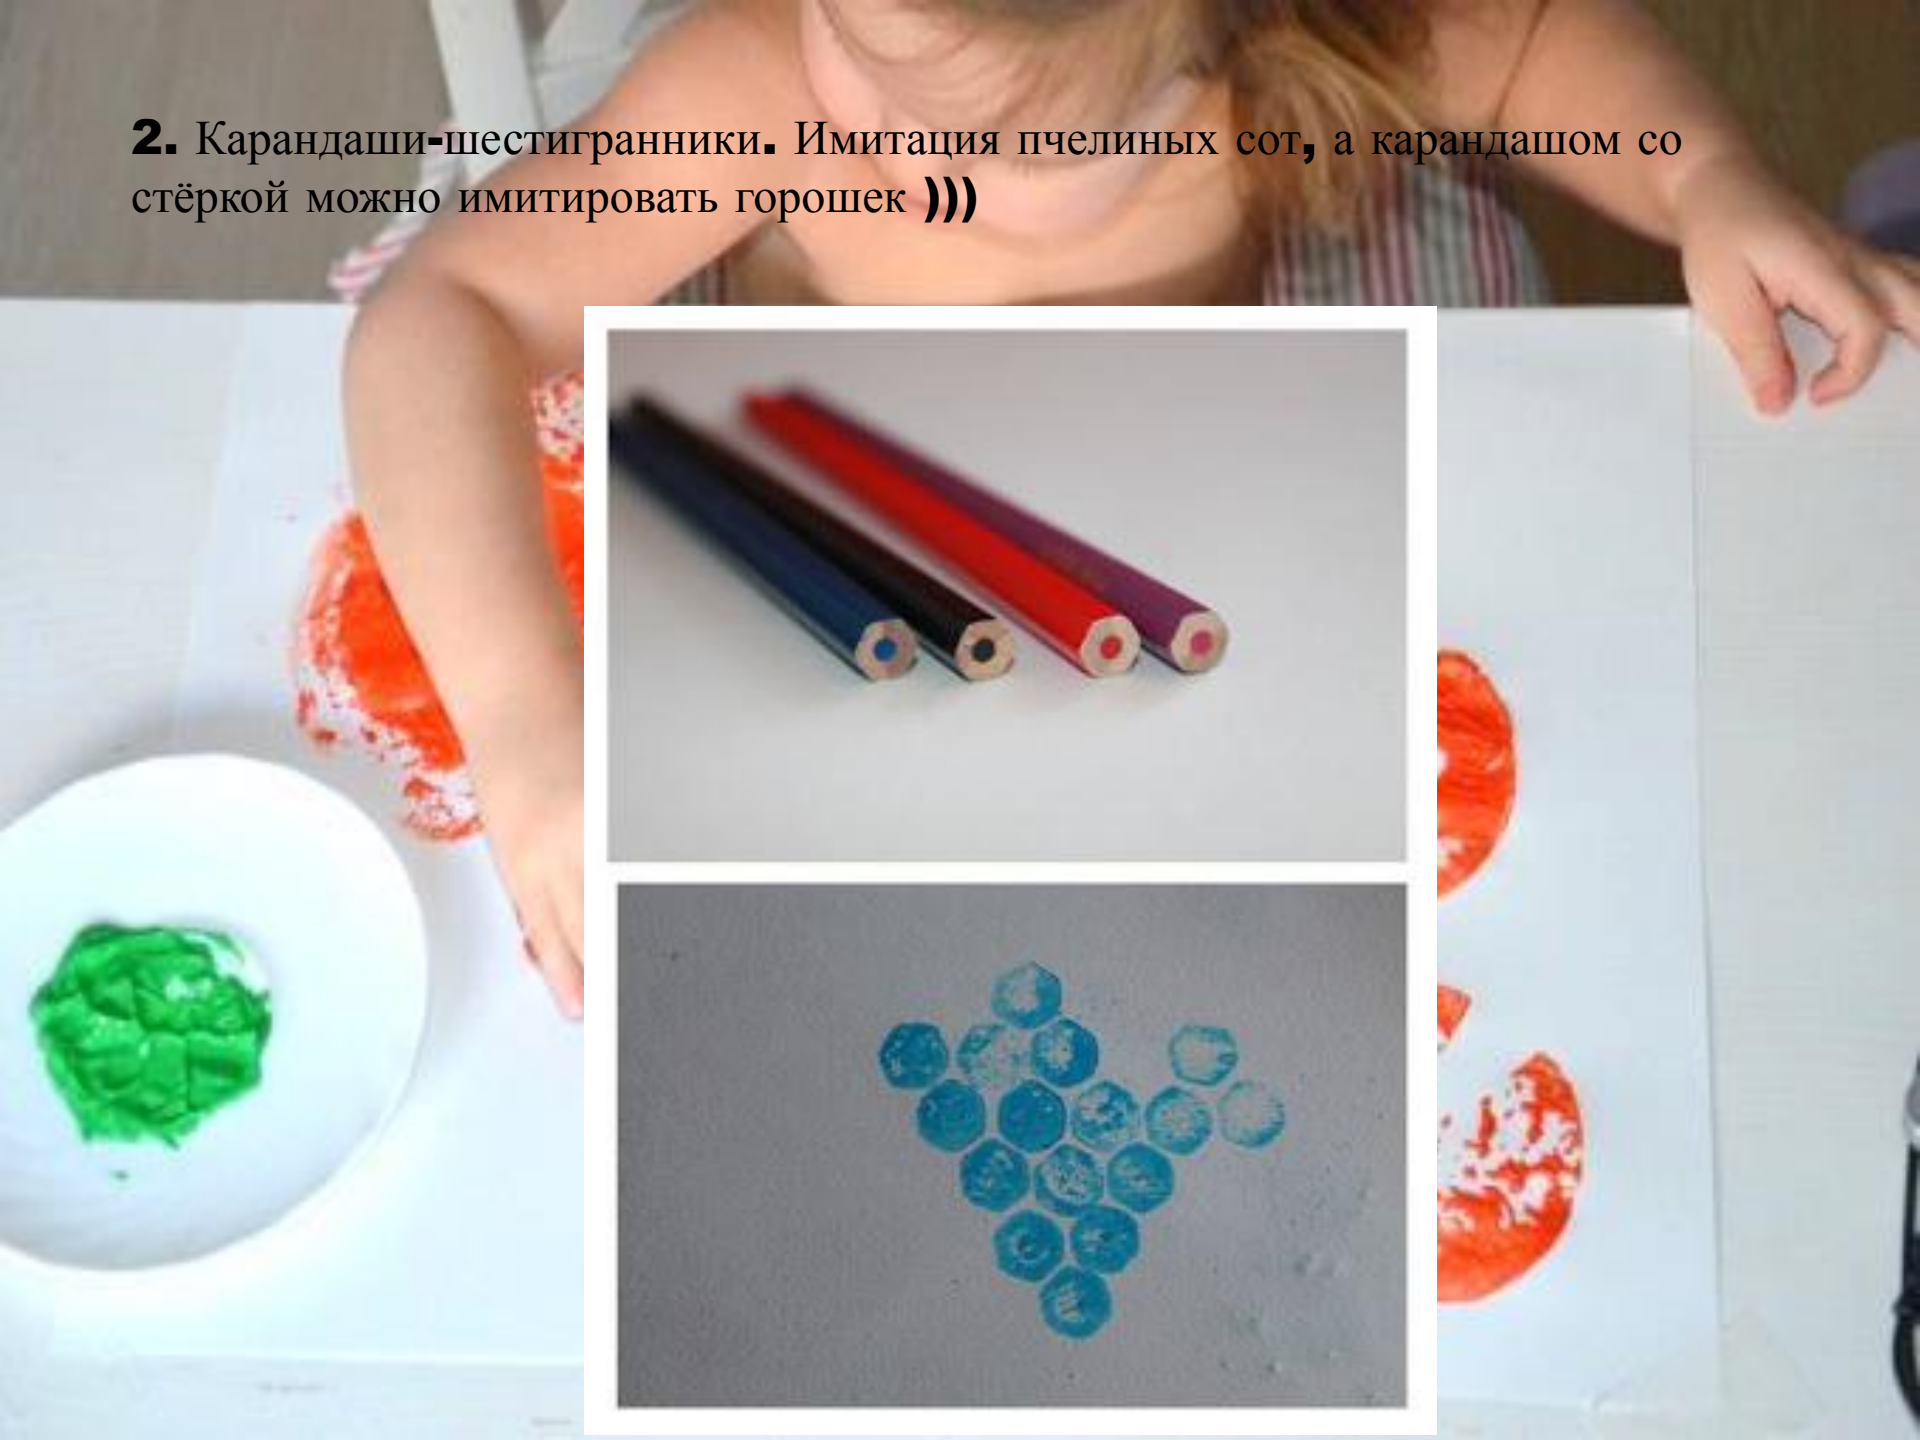 2. Карандаши-шестигранники. Имитация пчелиных сот, а карандашом со
стёркой можно имитировать горошек )))